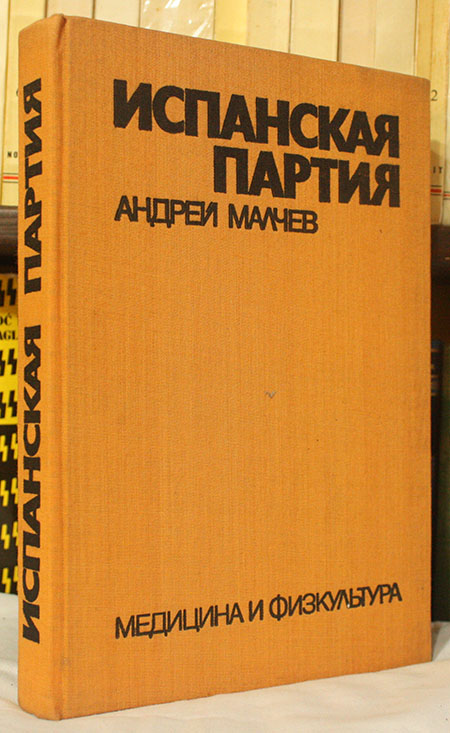 ИСПАНСКАЯ
ПАРТИЯ
АНДРЕИ МАЛЧЕВ
МЕДИЦИНА И ФИЗКУЛЬТУРА
ИСПАНСКАЯ ПАРТИЯ